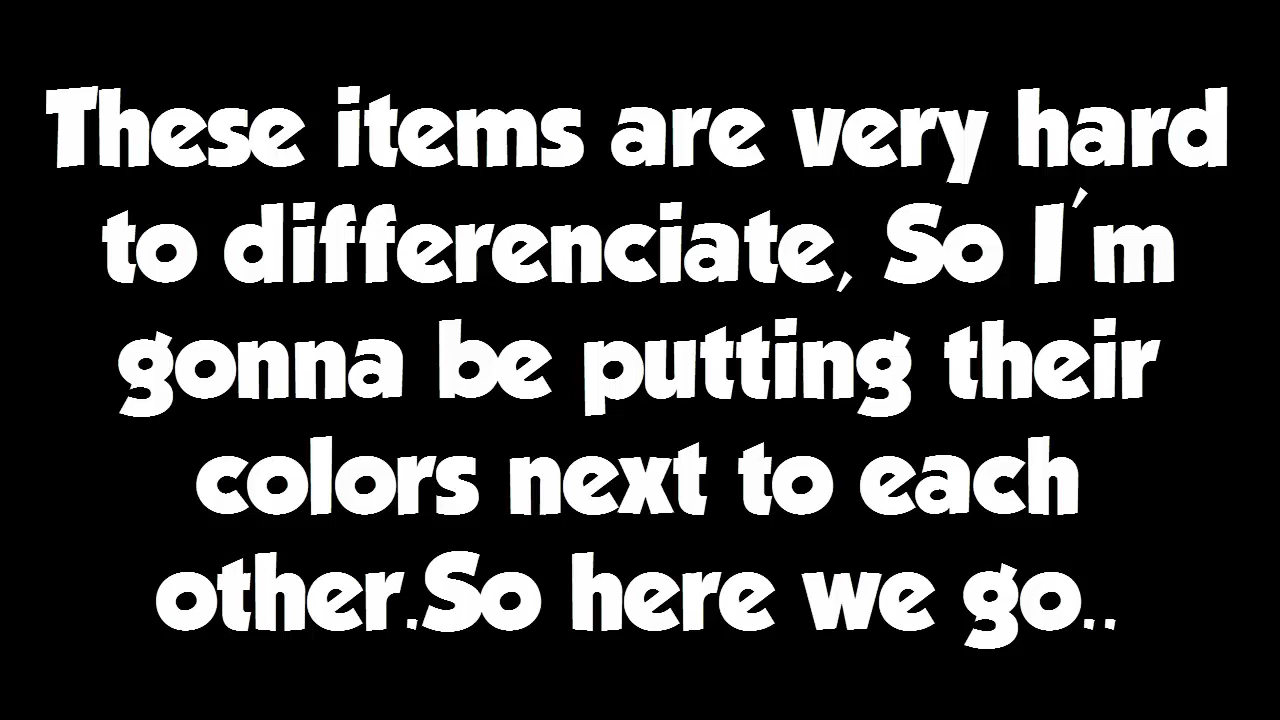 These items are very hard
to differenciate, So I'm
gonna be putting their
colors next to each
other.So here we go..